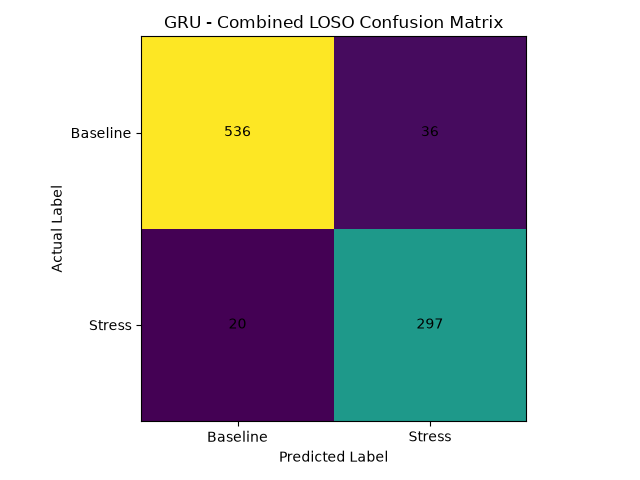 GRU - Combined LOSO Confusion Matrix
Baseline
536
36
Actual Label
Stress
20
297
Baseline
Stress
Predicted Label